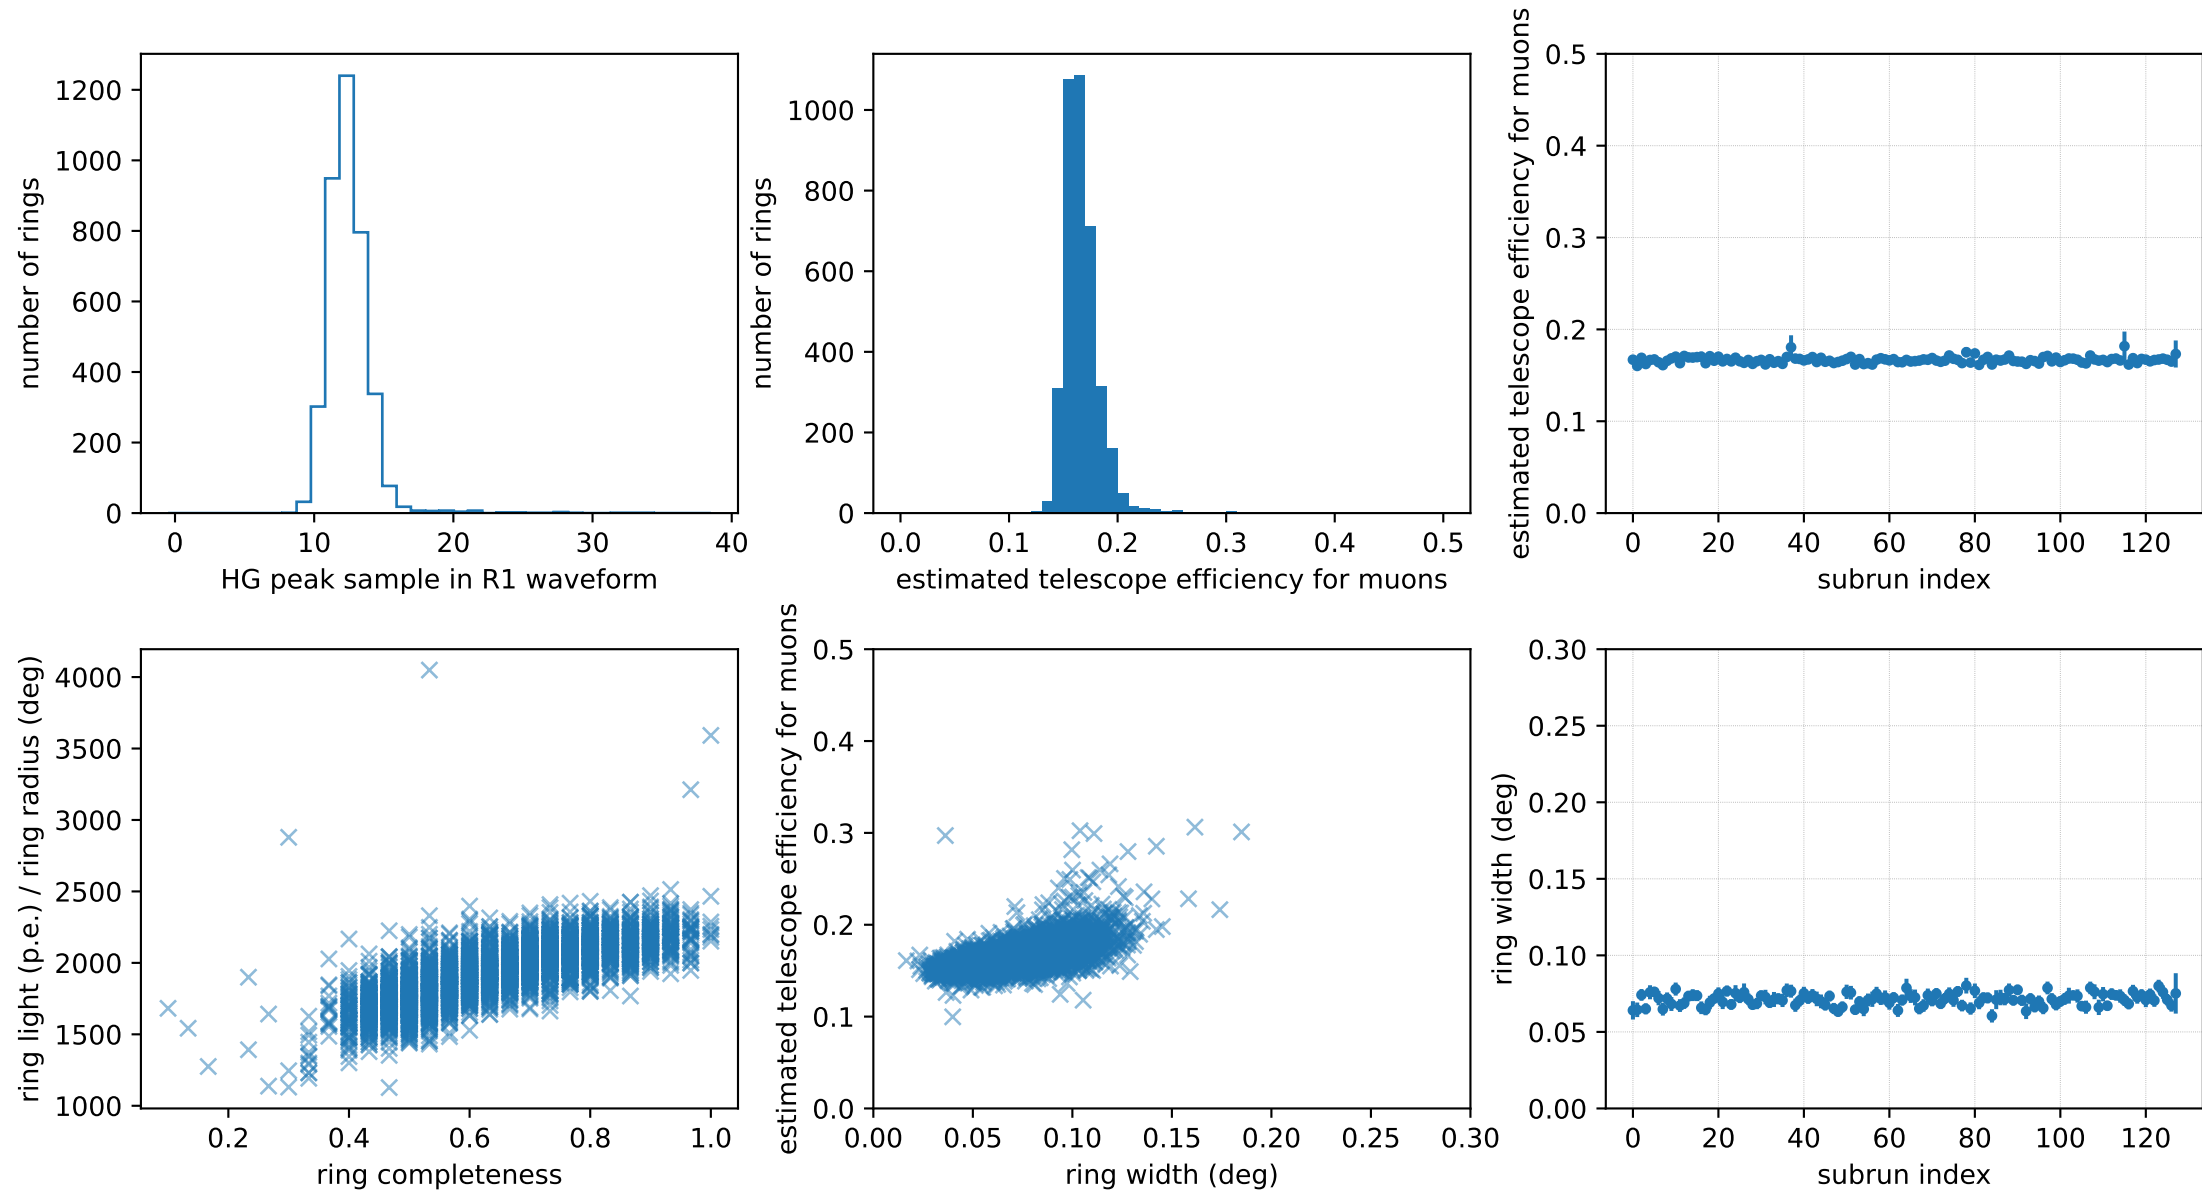 number of rings
1200
1000
800
600
400
200
0
0 10 20 30 40
HG peak sample in R1 waveform
number of rings
1000
800
600
400
200
0
0.0 0.1 0.2 0.3 0.4 0.5
estimated telescope efficiency for muons
estimated telescope efficiency for muons
0.5
0.4
0.3
0.2
0.1
0.0
0 20 40 60 80 100 120
subrun index
ring light (p.e.) / ring radius (deg)
4000
3500
3000
2500
2000
1500
1000
0.2 0.4 0.6 0.8 1.0
ring completeness
estimated telescope efficiency for muons
0.5
0.4
0.3
0.2
0.1
0.0
0.00 0.05 0.10 0.15 0.20 0.25 0.30
ring width (deg)
ring width (deg)
0.30
0.25
0.20
0.15
0.10
0.05
0.00
0 20 40 60 80 100 120
subrun index